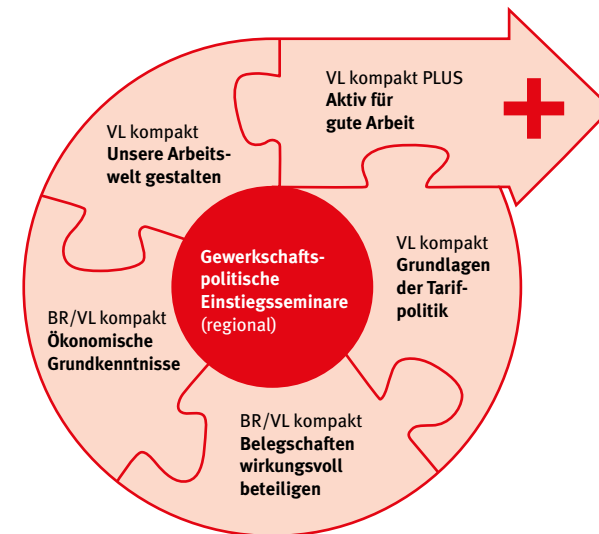 VL kompakt PLUS
Aktiv für
gute Arbeit
VL kompakt
Unsere Arbeits-
welt gestalten
Gewerkschafts-
politische
Einstiegsseminare
(regional)
VL kompakt
Grundlagen
der Tarif-
politik
BR/VL kompakt
Ökonomische
Grundkenntnisse
BR/VL kompakt
Belegschaften
wirkungsvoll
beteiligen